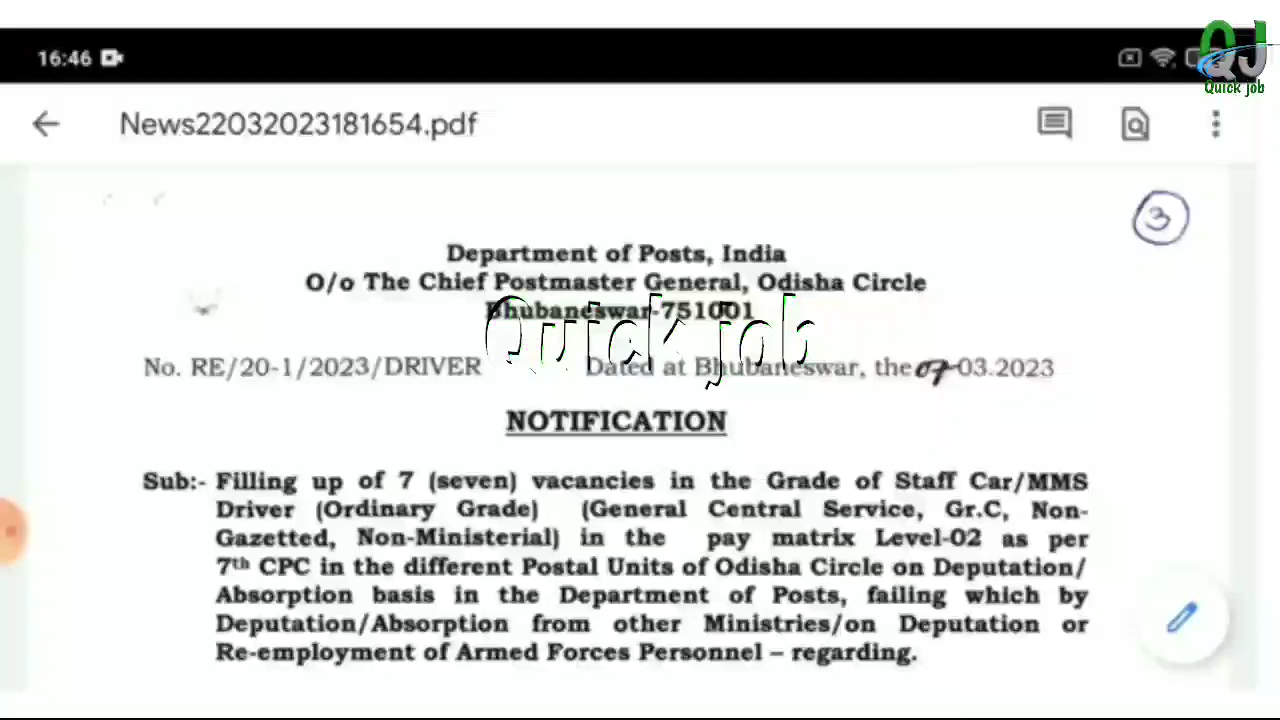 16:46
QJ
Quick job
News22032023181654.pdf
3
Department of Posts, India
O/o The Chief Postmaster General, Odisha Circle
Bhubaneswar-751001
Quick job
No. RE/20-1/2023/DRIVER Dated at Bhubaneswar, the 07-03.2023
NOTIFICATION
Sub:- Filling up of 7 (seven) vacancies in the Grade of Staff Car/MMS
Driver (Ordinary Grade) (General Central Service, Gr.C, Non-
Gazetted, Non-Ministerial) in the pay matrix Level-02 as per
7th CPC in the different Postal Units of Odisha Circle on Deputation/
Absorption basis in the Department of Posts, failing which by
Deputation/Absorption from other Ministries/on Deputation or
Re-employment of Armed Forces Personnel – regarding.